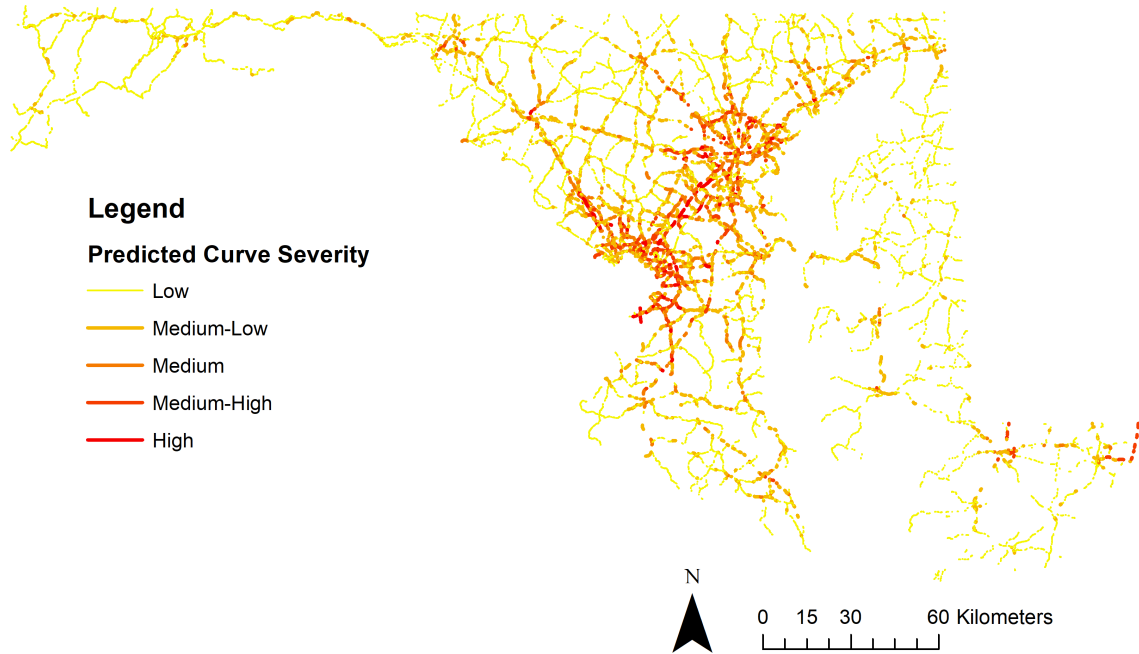 Legend
Predicted Curve Severity
Low
Medium-Low
Medium
Medium-High
High
N
0 15 30 60 Kilometers